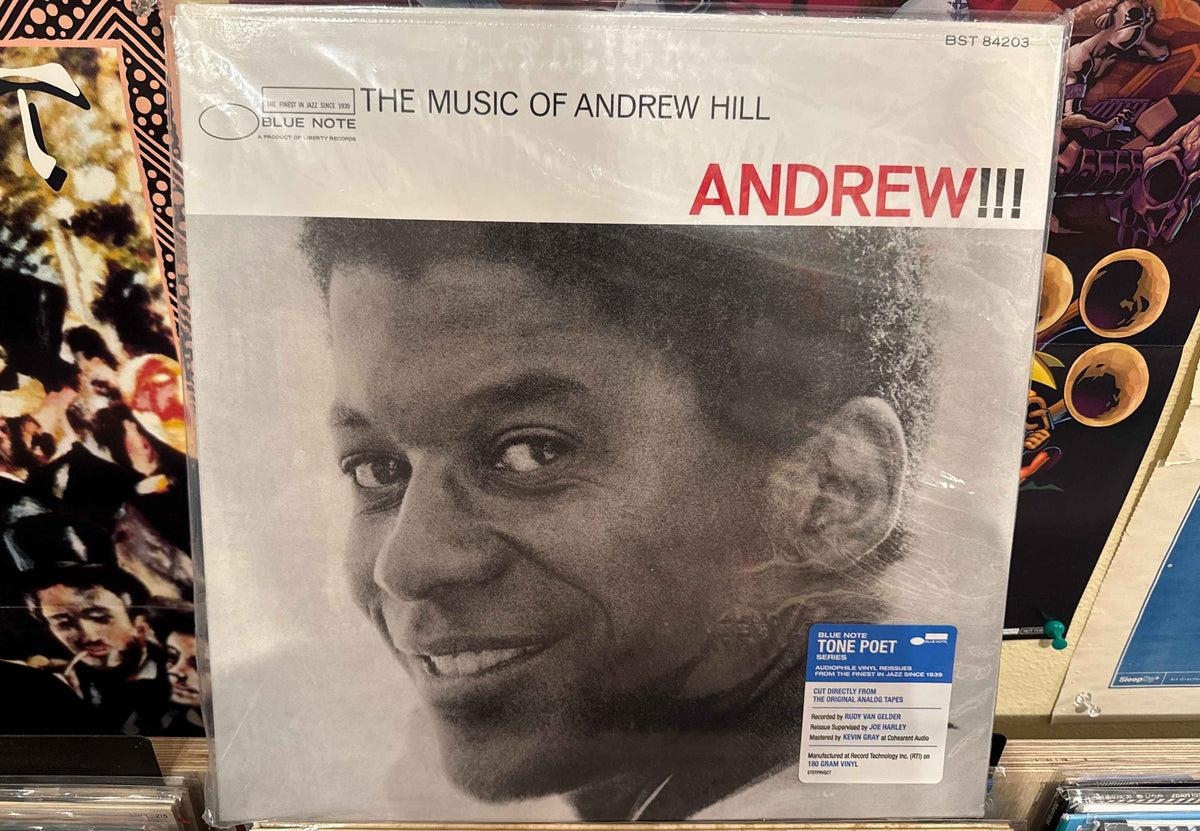 BST 84203
THE FINEST IN JAZZ SINCE 1939
BLUE NOTE
A PRODUCT OF LIBERTY RECORDS
THE MUSIC OF ANDREW HILL
ANDREW!!!
BLUE NOTE
TONE POET
SERIES
BLUE NOTE
AUDIOPHILE VINYL REISSUES
FROM THE FINEST IN JAZZ SINCE 1939
CUT DIRECTLY FROM
THE ORIGINAL ANALOG TAPES
Recorded by RUDY VAN GELDER
Reissue Supervised by JOE HARLEY
Mastered by KEVIN GRAY at Cohearent Audio
Manufactured at Record Technology Inc. (RTI) on
180 GRAM VINYL
215